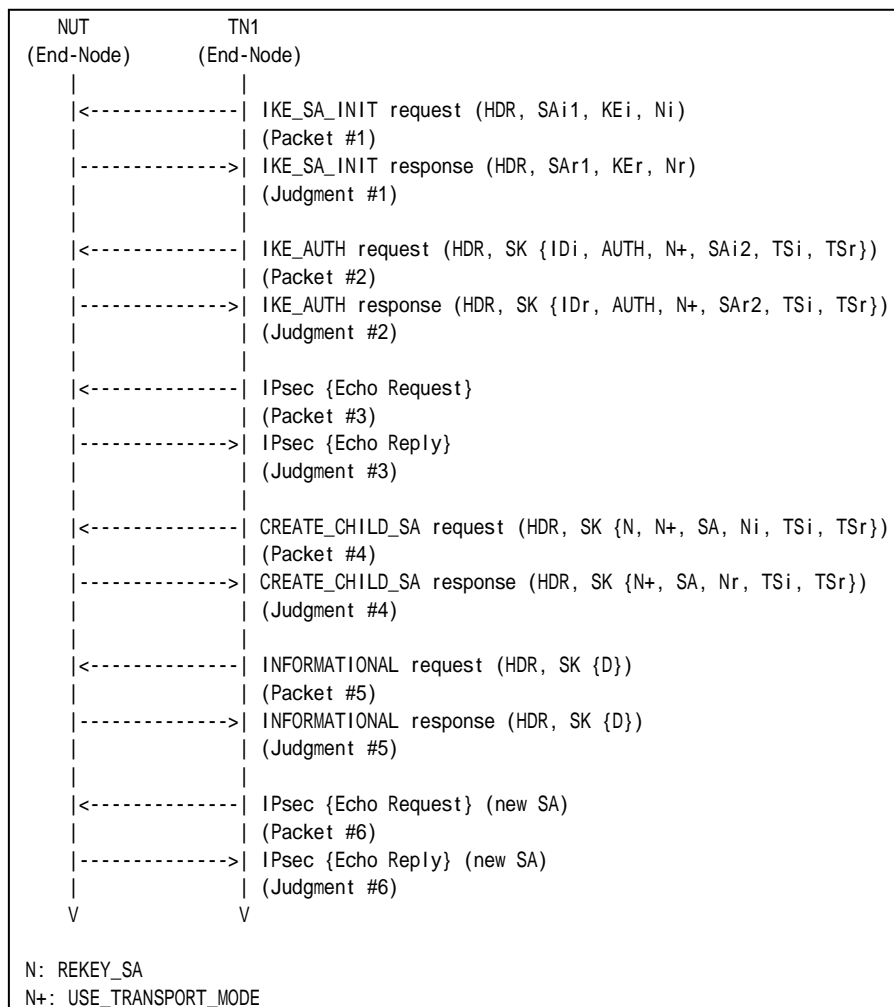 NUT TN1
(End-Node) (End-Node)
| |
|<--------------| IKE_SA_INIT request (HDR, SAi1, KEi, Ni)
| | (Packet #1)
|-------------->| IKE_SA_INIT response (HDR, SAr1, KEr, Nr)
| | (Judgment #1)
| |
|<--------------| IKE_AUTH request (HDR, SK {IDi, AUTH, N+, SAi2, TSi, TSr})
| | (Packet #2)
|-------------->| IKE_AUTH response (HDR, SK {IDr, AUTH, N+, SAr2, TSi, TSr})
| | (Judgment #2)
| |
|<--------------| IPsec {Echo Request}
| | (Packet #3)
|-------------->| IPsec {Echo Reply}
| | (Judgment #3)
| |
|<--------------| CREATE_CHILD_SA request (HDR, SK {N, N+, SA, Ni, TSi, TSr})
| | (Packet #4)
|-------------->| CREATE_CHILD_SA response (HDR, SK {N+, SA, Nr, TSi, TSr})
| | (Judgment #4)
| |
|<--------------| INFORMATIONAL request (HDR, SK {D})
| | (Packet #5)
|-------------->| INFORMATIONAL response (HDR, SK {D})
| | (Judgment #5)
| |
|<--------------| IPsec {Echo Request} (new SA)
| | (Packet #6)
|-------------->| IPsec {Echo Reply} (new SA)
| | (Judgment #6)
V V
N: REKEY_SA
N+: USE_TRANSPORT_MODE